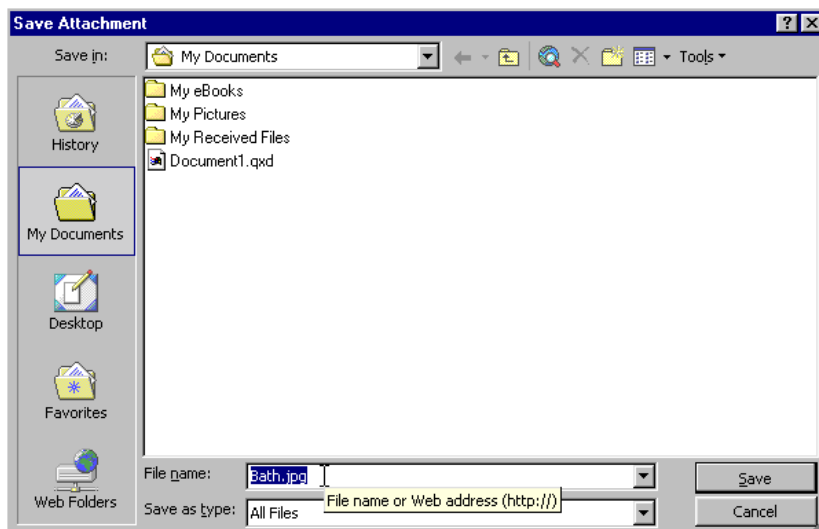 Save Attachment
Save in:
My Documents
Tools
My eBooks
My Pictures
My Received Files
Document1.qxd
History
My Documents
Desktop
Favorites
Web Folders
File name:
Bath.jpg
Save
File name or Web address (http://)
Save as type:
All Files
Cancel